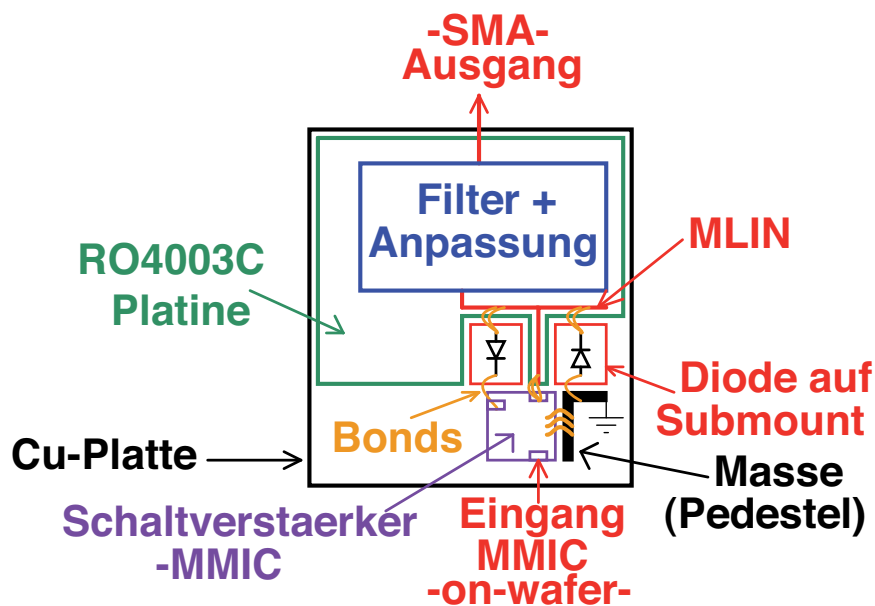 -SMA-
Ausgang
Filter +
Anpassung
MLIN
RO4003C
Platine
Diode auf
Submount
Bonds
Cu-Platte
Masse
(Pedestel)
Schaltverstaerker
-MMIC
Eingang
MMIC
-on-wafer-